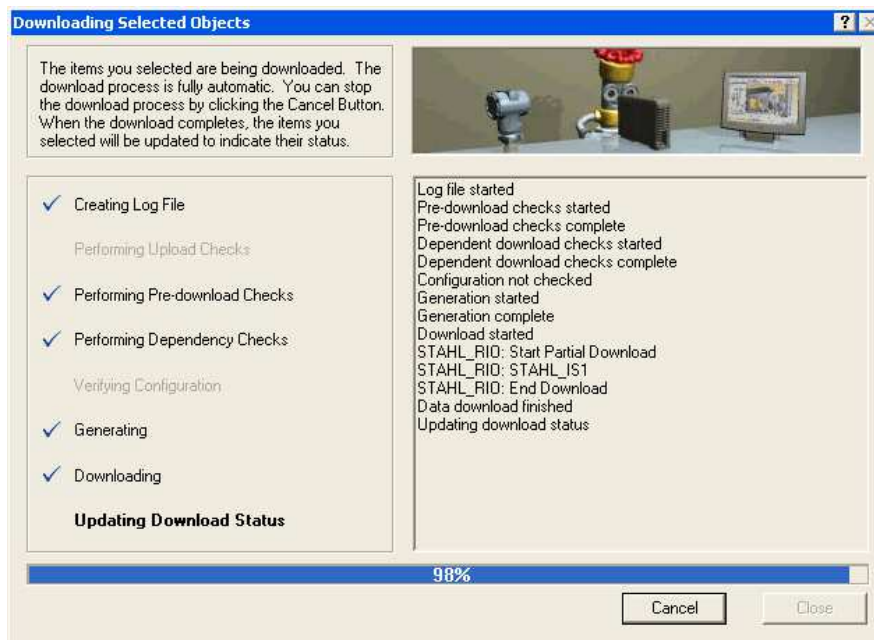 Downloading Selected Objects
The items you selected are being downloaded. The
download process is fully automatic. You can stop
the download process by clicking the Cancel Button.
When the download completes, the items you
selected will be updated to indicate their status.
Creating Log File
Performing Upload Checks
Performing Pre-download Checks
Performing Dependency Checks
Verifying Configuration
Generating
Downloading
Updating Download Status
Log file started
Pre-download checks started
Pre-download checks complete
Dependent download checks started
Dependent download checks complete
Configuration not checked
Generation started
Generation complete
Download started
STAHL_RIO: Start Partial Download
STAHL_RIO: STAHL_IS1
STAHL_RIO: End Download
Data download finished
Updating download status
98%
Cancel
Close